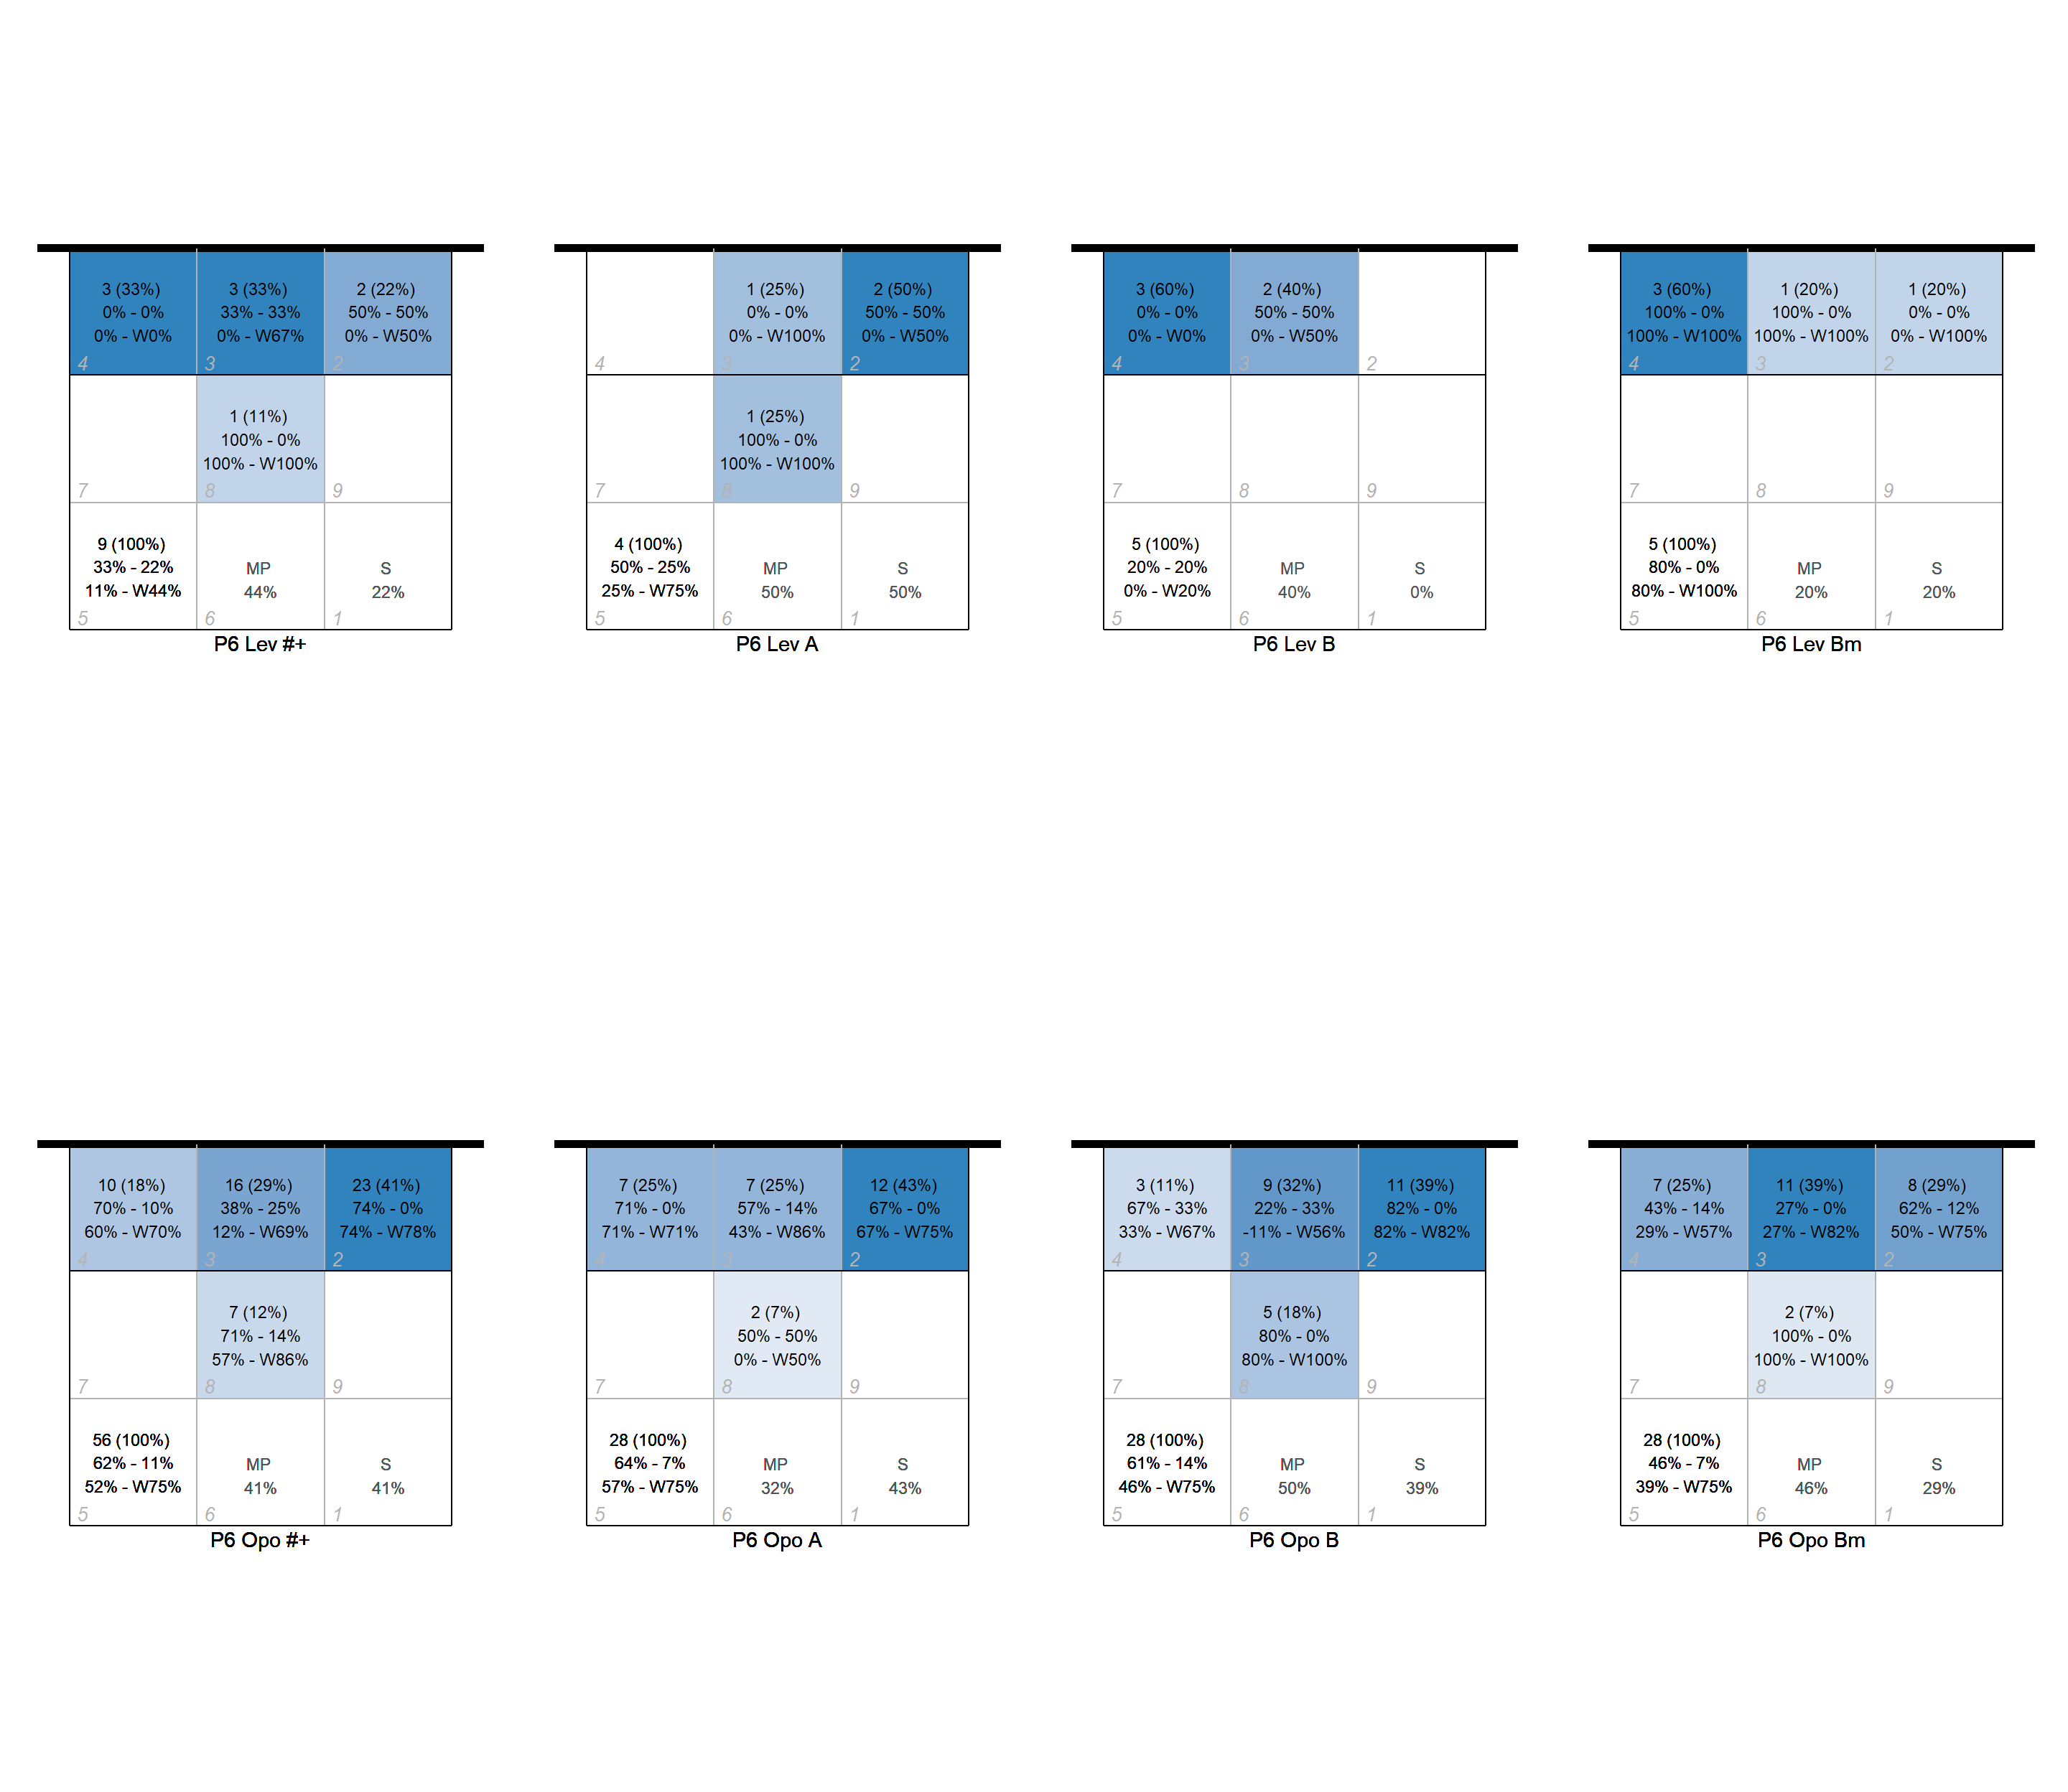 3 (33%)
0% - 0%
0% - W0%
4
3 (33%)
33% - 33%
0% - W67%
3
2 (22%)
50% - 50%
0% - W50%
2
7
1 (11%)
100% - 0%
100% - W100%
8
9
9 (100%)
33% - 22%
11% - W44%
5
MP
44%
6
S
22%
1
P6 Lev #+
4
1 (25%)
0% - 0%
0% - W100%
3
2 (50%)
50% - 50%
0% - W50%
2
7
1 (25%)
100% - 0%
100% - W100%
8
9
4 (100%)
50% - 25%
25% - W75%
5
MP
50%
6
S
50%
1
P6 Lev A
3 (60%)
0% - 0%
0% - W0%
4
2 (40%)
50% - 50%
0% - W50%
3
2
7
8
9
5 (100%)
20% - 20%
0% - W20%
5
MP
40%
6
S
0%
1
P6 Lev B
3 (60%)
100% - 0%
100% - W100%
4
1 (20%)
100% - 0%
100% - W100%
3
1 (20%)
0% - 0%
0% - W100%
2
7
8
9
5 (100%)
80% - 0%
80% - W100%
5
MP
20%
6
S
20%
1
P6 Lev Bm
10 (18%)
70% - 10%
60% - W70%
4
16 (29%)
38% - 25%
12% - W69%
3
23 (41%)
74% - 0%
74% - W78%
2
7
7 (12%)
71% - 14%
57% - W86%
8
9
56 (100%)
62% - 11%
52% - W75%
5
MP
41%
6
S
41%
1
P6 Opo #+
7 (25%)
71% - 0%
71% - W71%
4
7 (25%)
57% - 14%
43% - W86%
3
12 (43%)
67% - 0%
67% - W75%
2
7
2 (7%)
50% - 50%
0% - W50%
8
9
28 (100%)
64% - 7%
57% - W75%
5
MP
32%
6
S
43%
1
P6 Opo A
3 (11%)
67% - 33%
33% - W67%
4
9 (32%)
22% - 33%
-11% - W56%
3
11 (39%)
82% - 0%
82% - W82%
2
7
5 (18%)
80% - 0%
80% - W100%
8
9
28 (100%)
61% - 14%
46% - W75%
5
MP
50%
6
S
39%
1
P6 Opo B
7 (25%)
43% - 14%
29% - W57%
4
11 (39%)
27% - 0%
27% - W82%
3
8 (29%)
62% - 12%
50% - W75%
2
7
2 (7%)
100% - 0%
100% - W100%
8
9
28 (100%)
46% - 7%
39% - W75%
5
MP
46%
6
S
29%
1
P6 Opo Bm